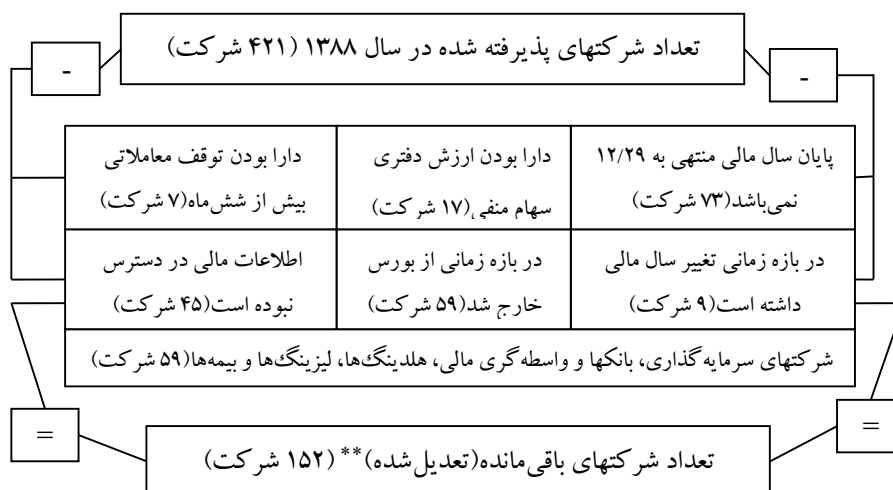 تعداد شرکتهای پذیرفته شده در سال ۱۳۸۸ (۴۲۱ شرکت)
-
-
پایان سال مالی منتهی به ۱۲/۲۹
نمی‌باشد(۷۳ شرکت)
دارا بودن ارزش دفتری
سهام منفی(۱۷ شرکت)
دارا بودن توقف معاملاتی
بیش از شش‌ماه(۷ شرکت)
در بازه زمانی تغییر سال مالی
داشته است(۹ شرکت)
در بازه زمانی از بورس
خارج شد(۵۹ شرکت)
اطلاعات مالی در دسترس
نبوده است(۴۵ شرکت)
شرکتهای سرمایه‌گذاری، بانکها و واسطه‌گری مالی، هلدینگ‌ها، لیزینگ‌ها و بیمه‌ها(۵۹ شرکت)
=
=
تعداد شرکتهای باقی‌مانده(تعدیل‌شده)** (۱۵۲ شرکت)